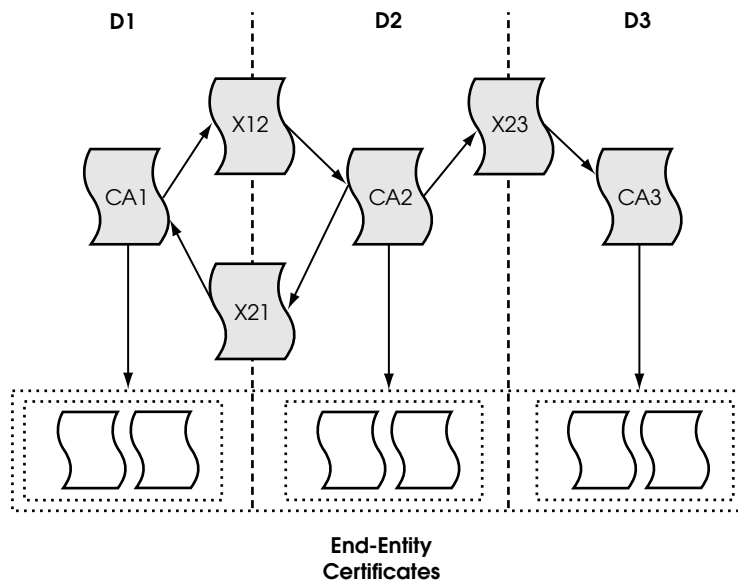 D1
D2
D3
X12
X23
CA1
CA2
CA3
X21
End-Entity
Certificates